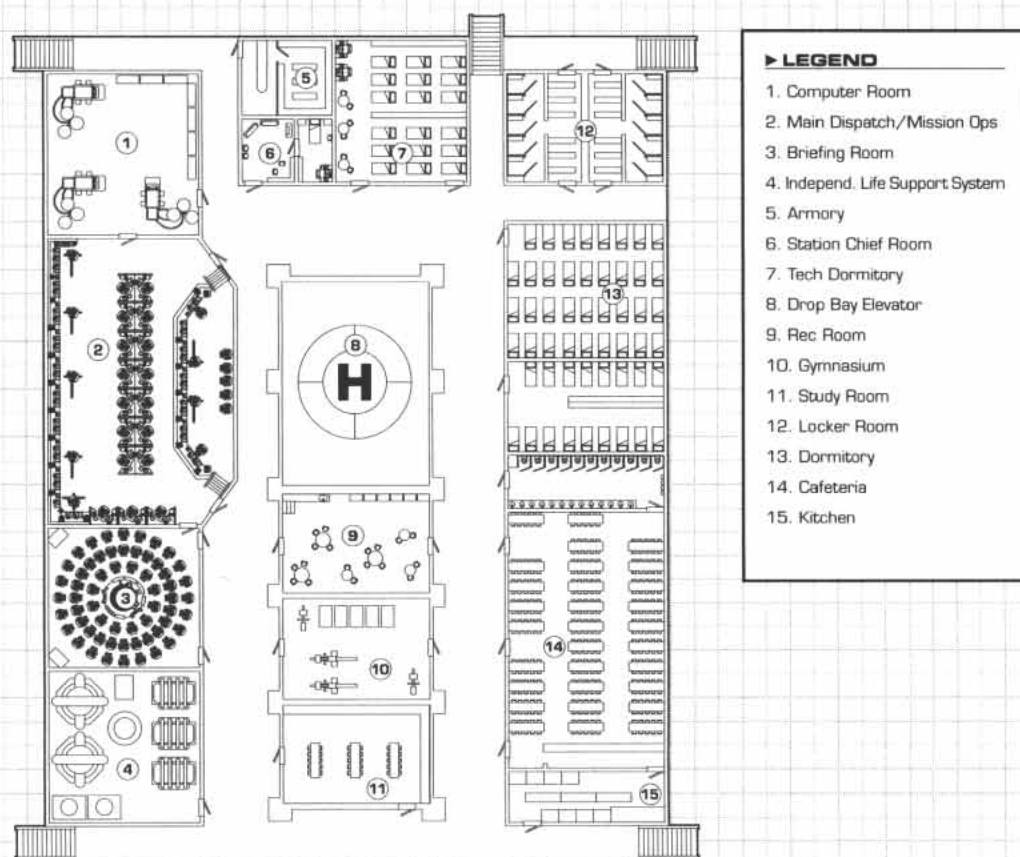 5
6
7
12
1
13
8
H
2
9
3
10
14
4
11
15
► LEGEND
1. Computer Room
2. Main Dispatch/Mission Ops
3. Briefing Room
4. Independ. Life Support System
5. Armory
6. Station Chief Room
7. Tech Dormitory
8. Drop Bay Elevator
9. Rec Room
10. Gymnasium
11. Study Room
12. Locker Room
13. Dormitory
14. Cafeteria
15. Kitchen